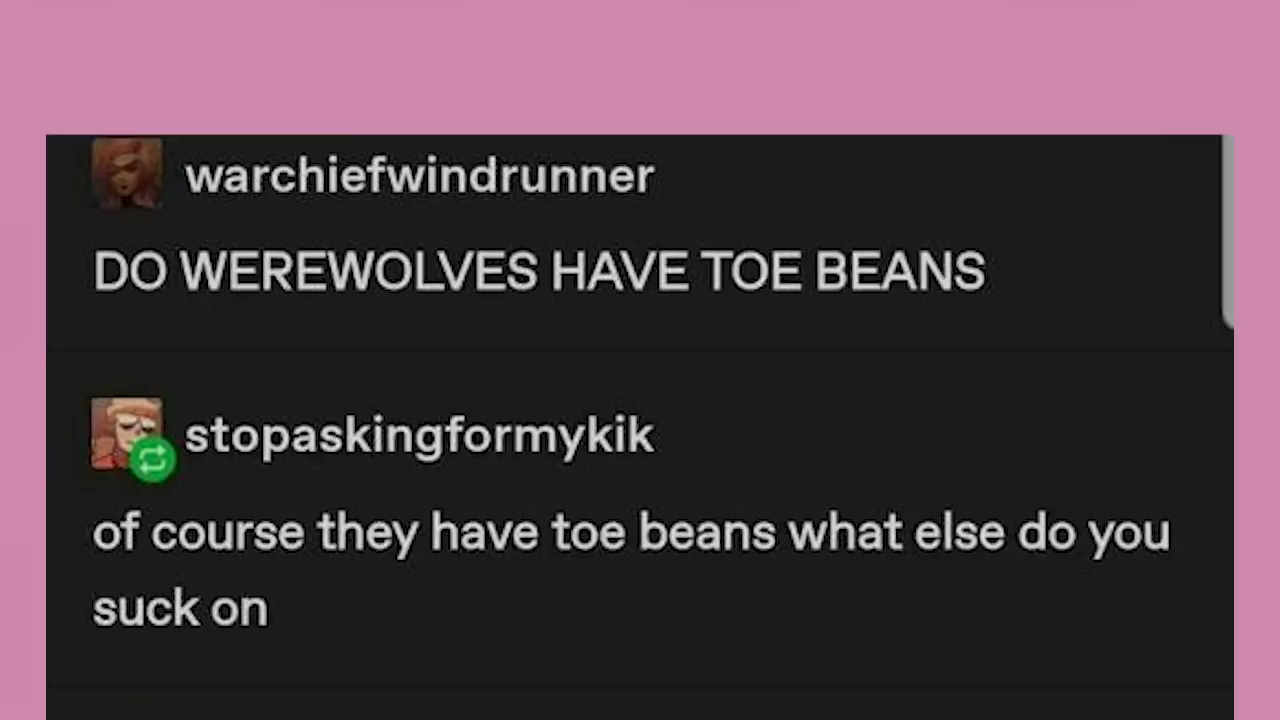 warchiefwindrunner
DO WEREWOLVES HAVE TOE BEANS
stopaskingformykik
of course they have toe beans what else do you
suck on